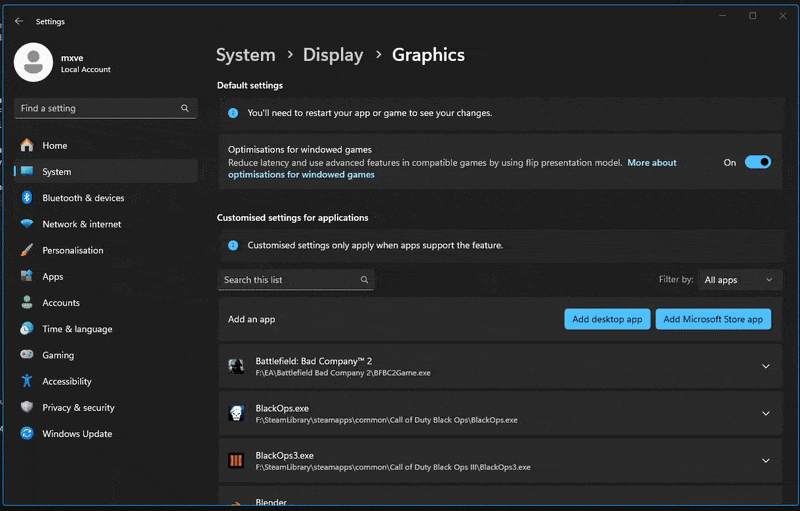 Settings
mxve
Local Account
Find a setting
Home
System
Bluetooth & devices
Network & internet
Personalisation
Apps
Accounts
Time & language
Gaming
Accessibility
Privacy & security
Windows Update
System > Display > Graphics
Default settings
You'll need to restart your app or game to see your changes.
Optimisations for windowed games
Reduce latency and use advanced features in compatible games by using flip presentation model. More about
optimisations for windowed games
On
Customised settings for applications
Customised settings only apply when apps support the feature.
Search this list
Filter by: All apps
Add an app
Add desktop app
Add Microsoft Store app
Battlefield: Bad Company™ 2
F:\EA\Battlefield Bad Company 2\BFBC2Game.exe
BlackOps.exe
F:\SteamLibrary\steamapps\common\Call of Duty Black Ops\BlackOps.exe
BlackOps3.exe
F:\SteamLibrary\steamapps\common\Call of Duty Black Ops III\BlackOps3.exe
Blender